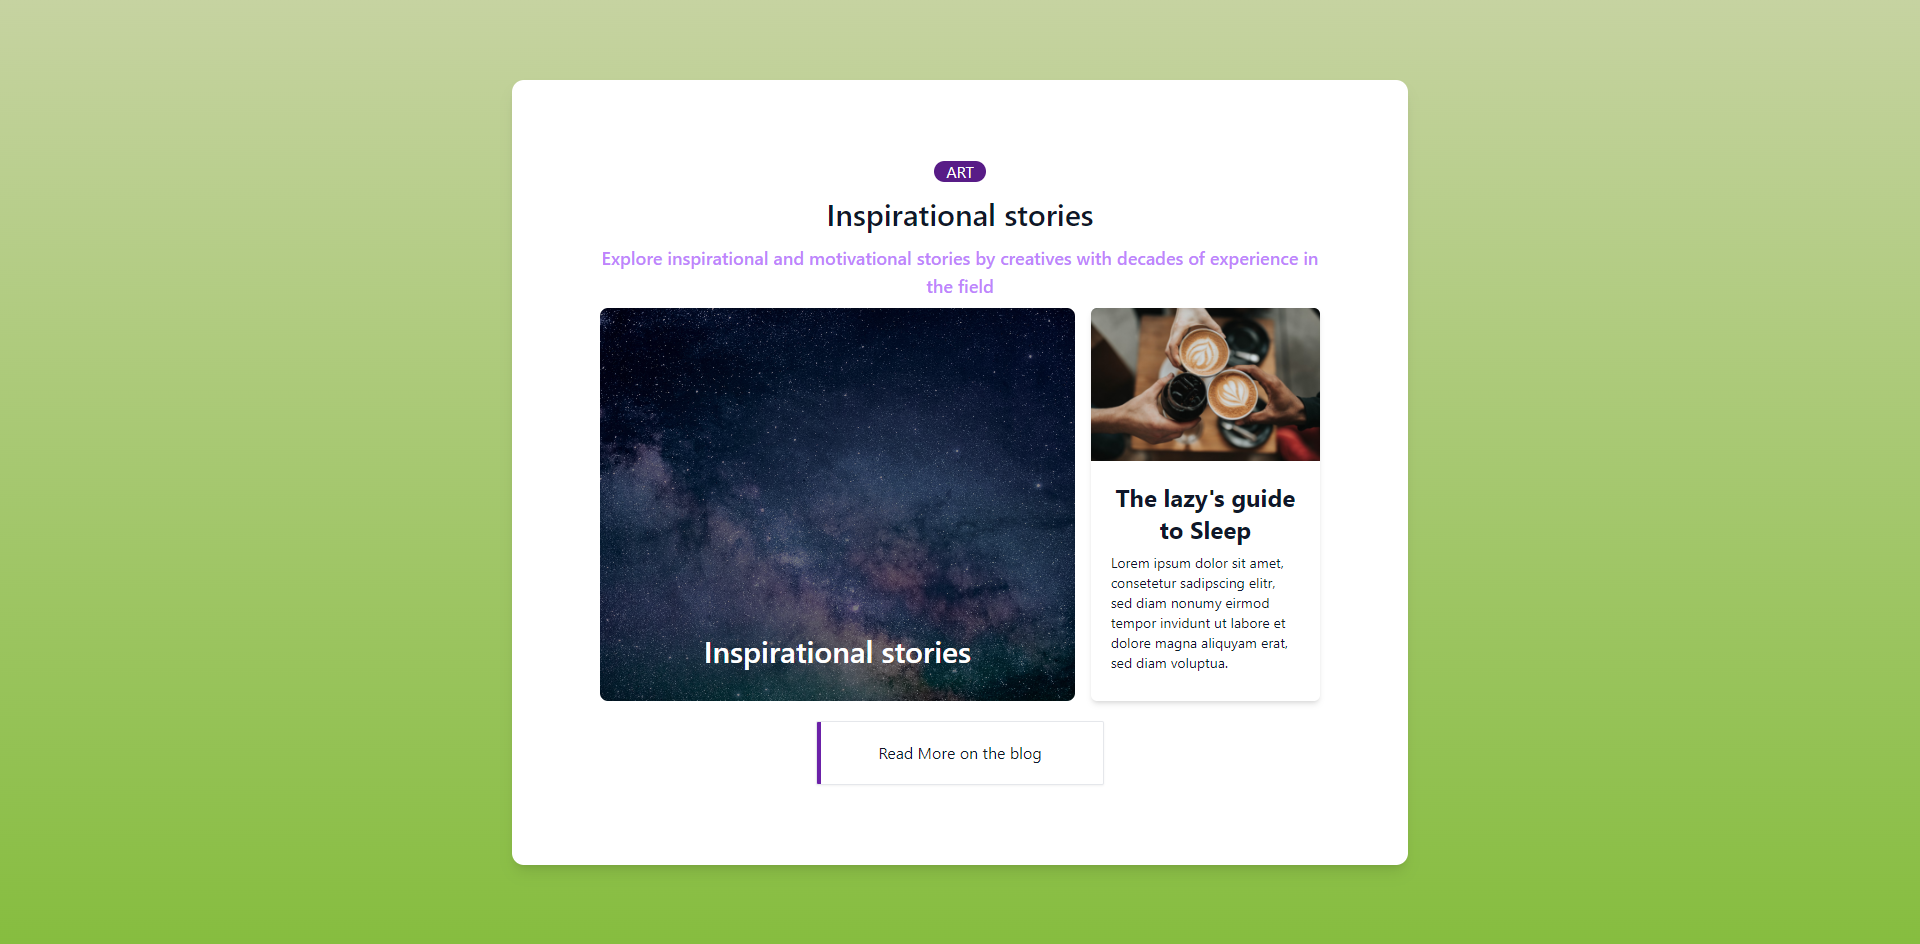 ART
Inspirational stories
Explore inspirational and motivational stories by creatives with decades of experience in
the field
Inspirational stories
The lazy's guide
to Sleep
Lorem ipsum dolor sit amet,
consetetur sadipscing elitr,
sed diam nonumy eirmod
tempor invidunt ut labore et
dolore magna aliquyam erat,
sed diam voluptua.
Read More on the blog